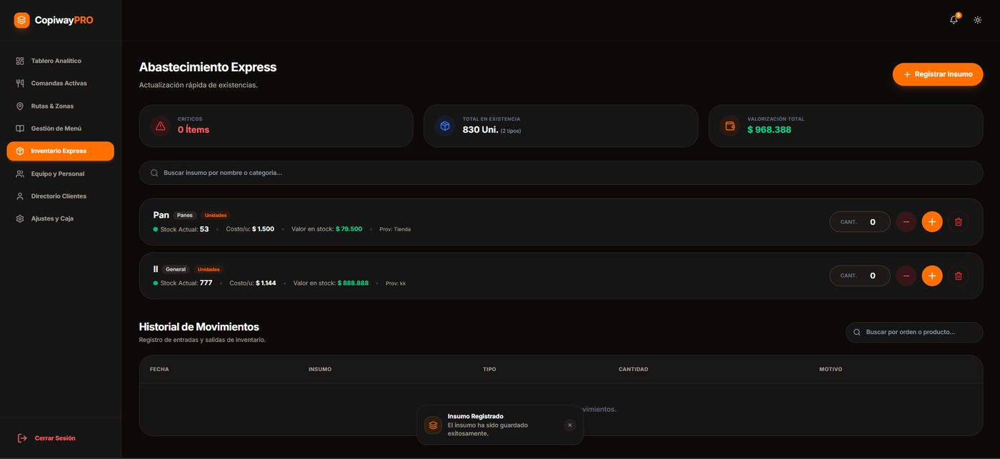 CopiwayPRO
3
Tablero Analítico
Comandas Activas
Rutas & Zonas
Gestión de Menú
Inventario Express
Equipo y Personal
Directorio Clientes
Ajustes y Caja
Cerrar Sesión
Abastecimiento Express
Actualización rápida de existencias.
+ Registrar Insumo
CRÍTICOS
0 Ítems
TOTAL EN EXISTENCIA
830 Uni. (2 tipos)
VALORIZACIÓN TOTAL
$ 968.388
Buscar insumo por nombre o categoría...
Pan Panes Unidades
Stock Actual: 53 • Costo/u: $ 1.500 • Valor en stock: $ 79.500 • Prov: Tienda
CANT. 0
ll General Unidades
Stock Actual: 777 • Costo/u: $ 1.144 • Valor en stock: $ 888.888 • Prov: kk
CANT. 0
Historial de Movimientos
Registro de entradas y salidas de inventario.
Buscar por orden o producto...
FECHA INSUMO TIPO CANTIDAD MOTIVO
vimientos.
Insumo Registrado
El insumo ha sido guardado
exitosamente.